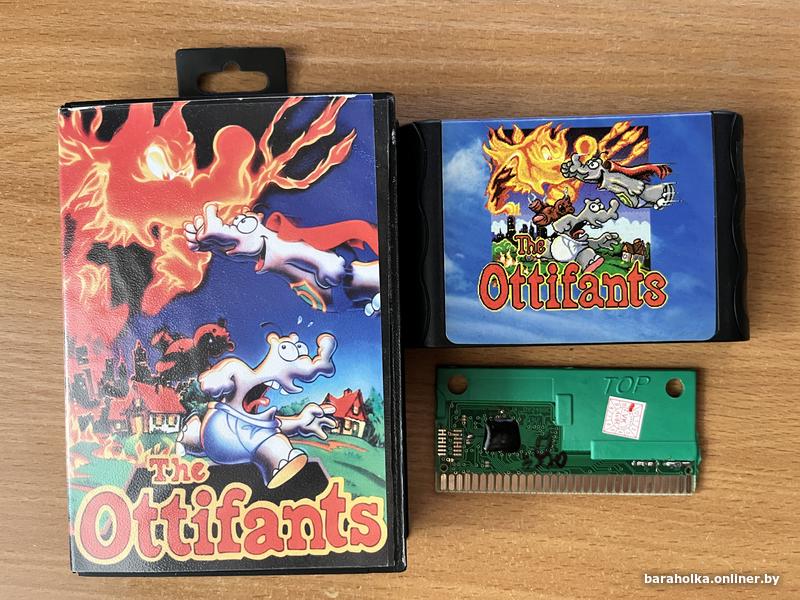 The
Ottifants
The
Ottifants
TOP
baraholka.onliner.by